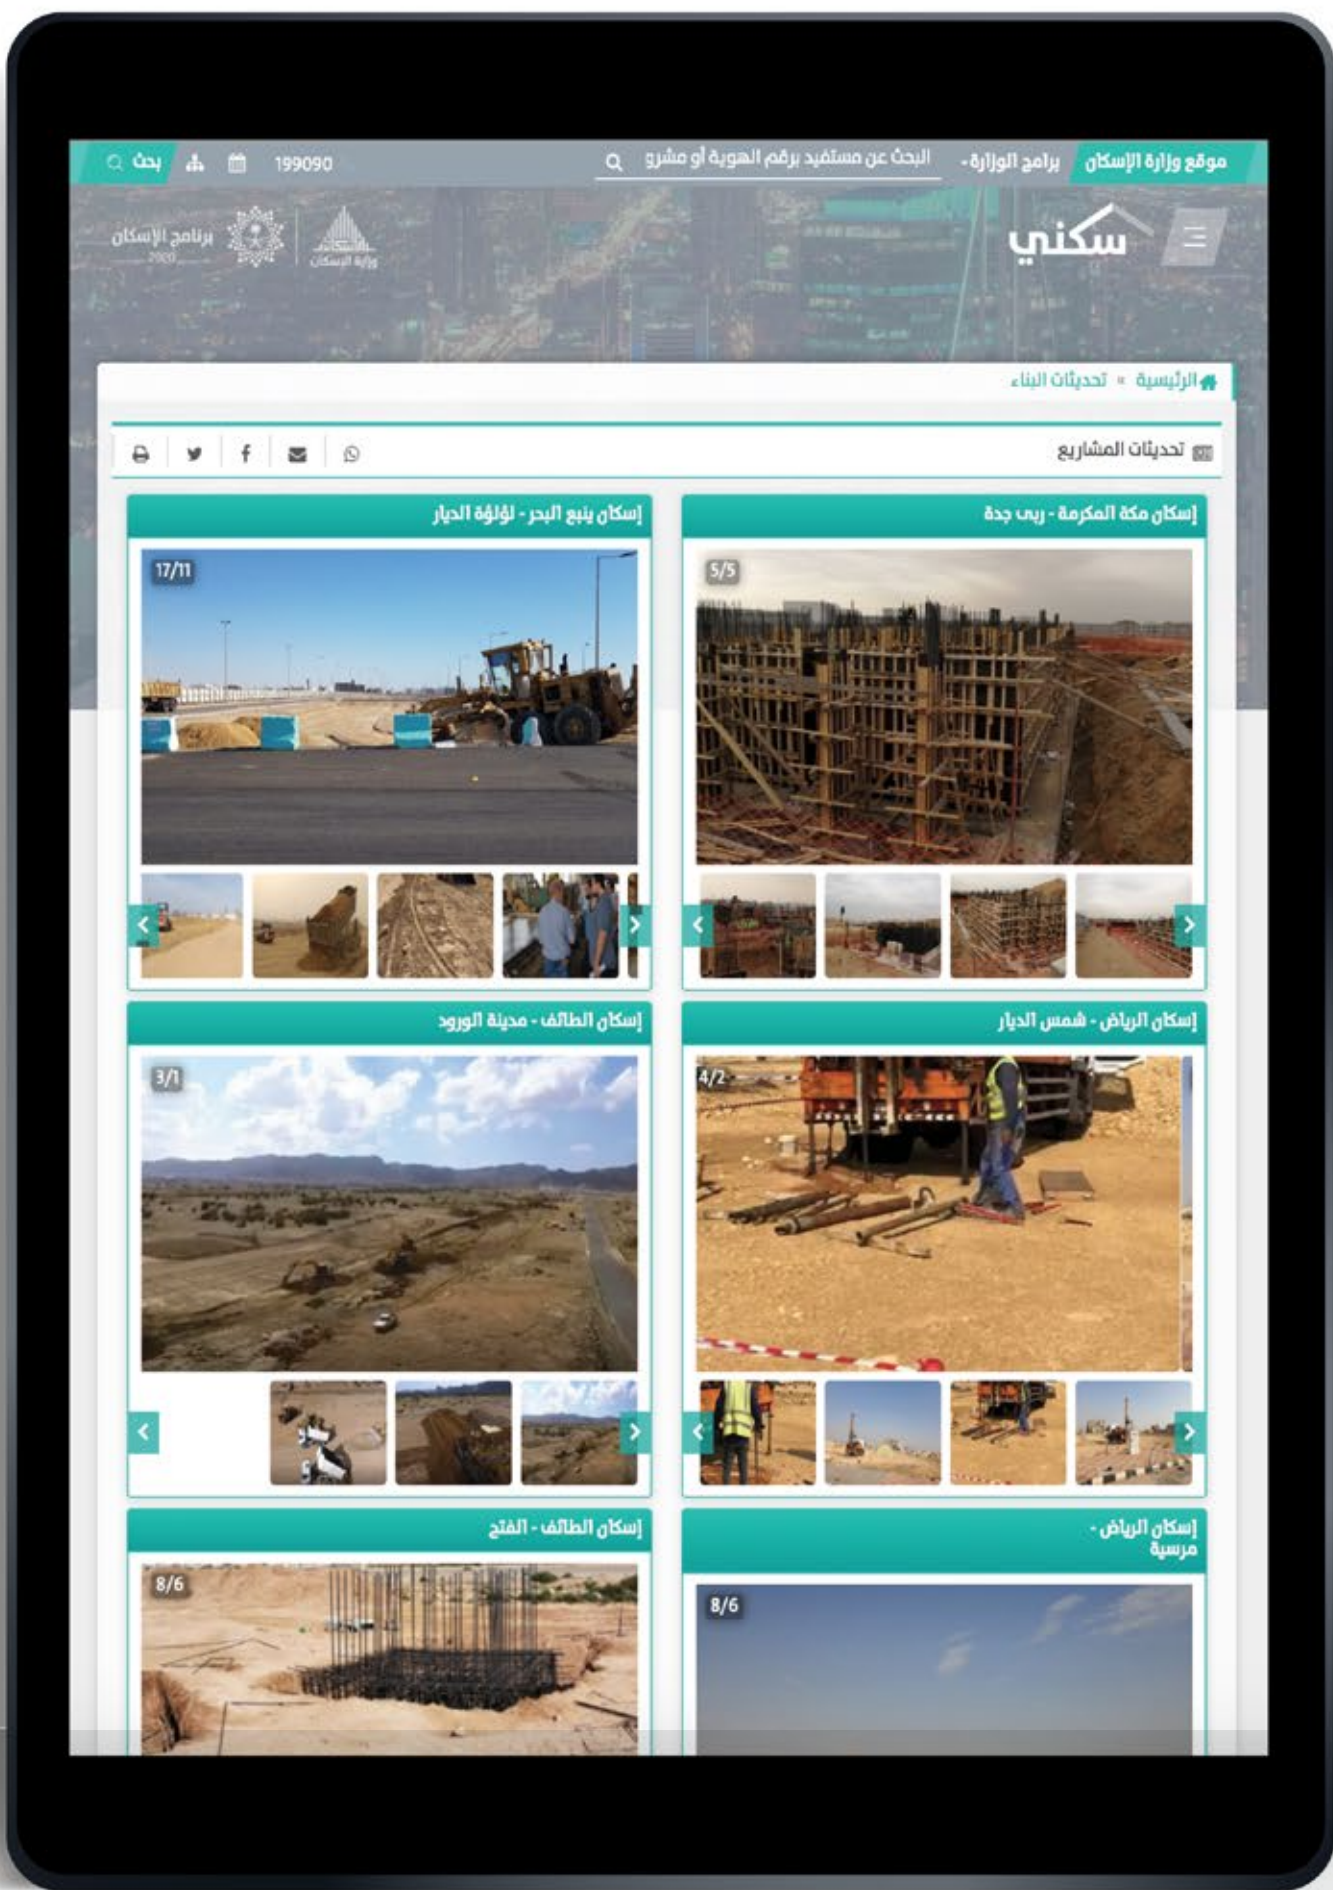 موقع وزارة الإسكان
برامج الوزارة-
البحث عن مستفيد برقم الهوية أو مشرو
199090
بحث
سكني
وزارة الإسكان
برنامج الإسكان
2020
الرئيسية » تحديثات البناء
تحديثات المشاريع
إسكان مكة المكرمة - ربى جدة
5/5
إسكان ينبع البحر - لؤلؤة الديار
17/11
إسكان الرياض - شمس الديار
4/2
إسكان الطائف - مدينة الورود
3/1
إسكان الرياض -
مرسية
8/6
إسكان الطائف - الفتح
8/6